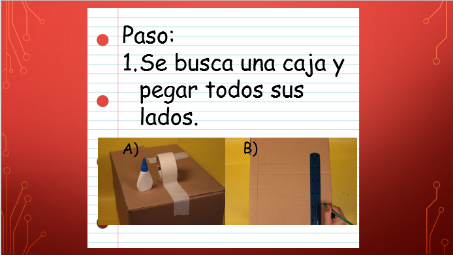 Paso:
1.Se busca una caja y
pegar todos sus
lados.
A) B)